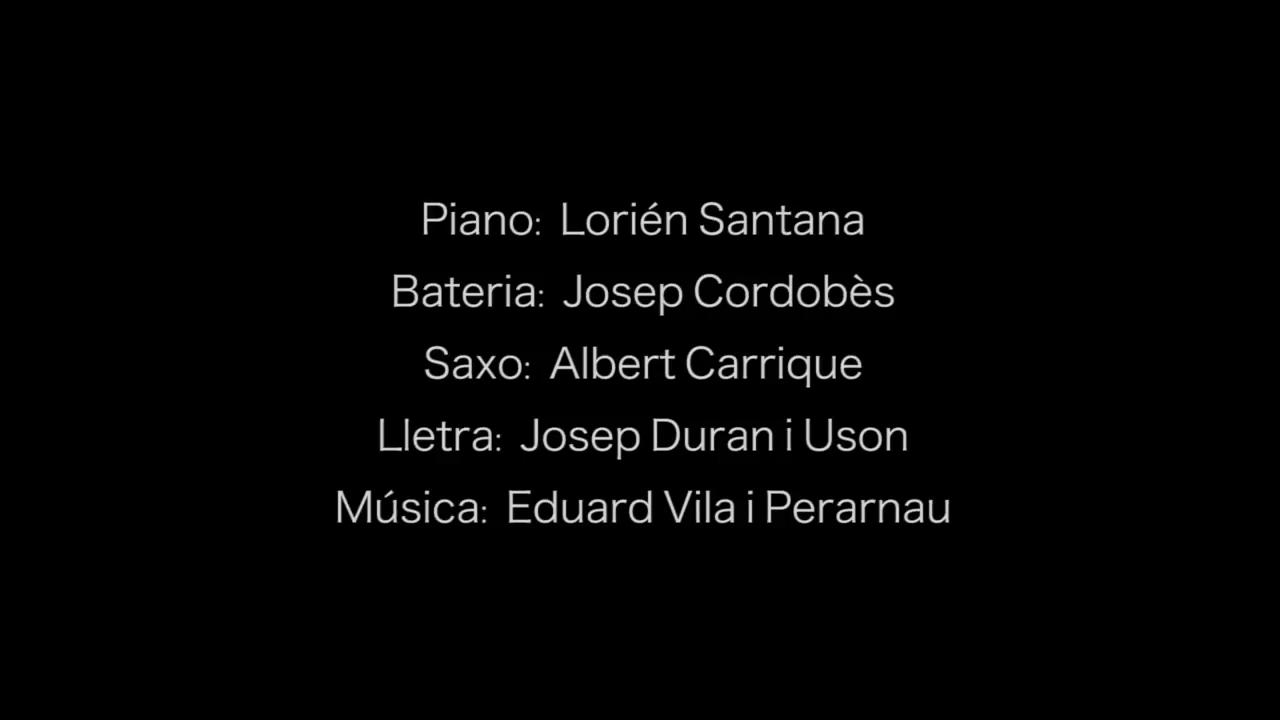 Piano: Lorién Santana
Bateria: Josep Cordobès
Saxo: Albert Carrique
Lletra: Josep Duran i Uson
Música: Eduard Vila i Perarnau